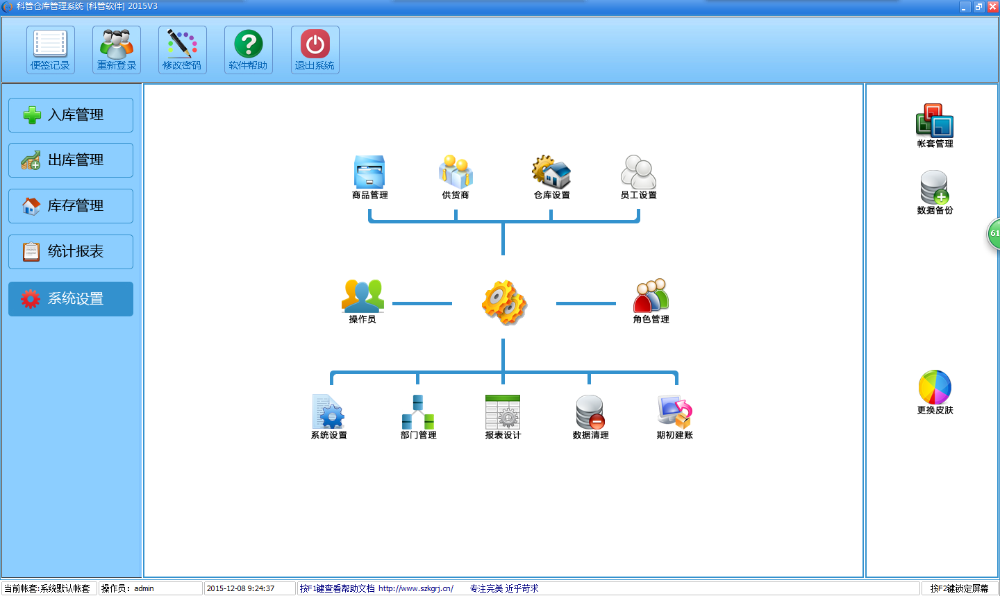 科管仓库管理系统 [科管软件] 2015V3
便签记录
重新登录
修改密码
软件帮助
退出系统
入库管理
出库管理
库存管理
统计报表
系统设置
商品管理
供货商
仓库设置
员工设置
操作员
角色管理
系统设置
部门管理
报表设计
数据清理
期初建账
帐套管理
数据备份
61
更换皮肤
当前帐套:系统默认帐套
操作员：admin
2015-12-08 9:24:37
按F1键查看帮助文档 http://www.szkgrj.cn/ 专注完美 近乎苛求
按F2键锁定屏幕